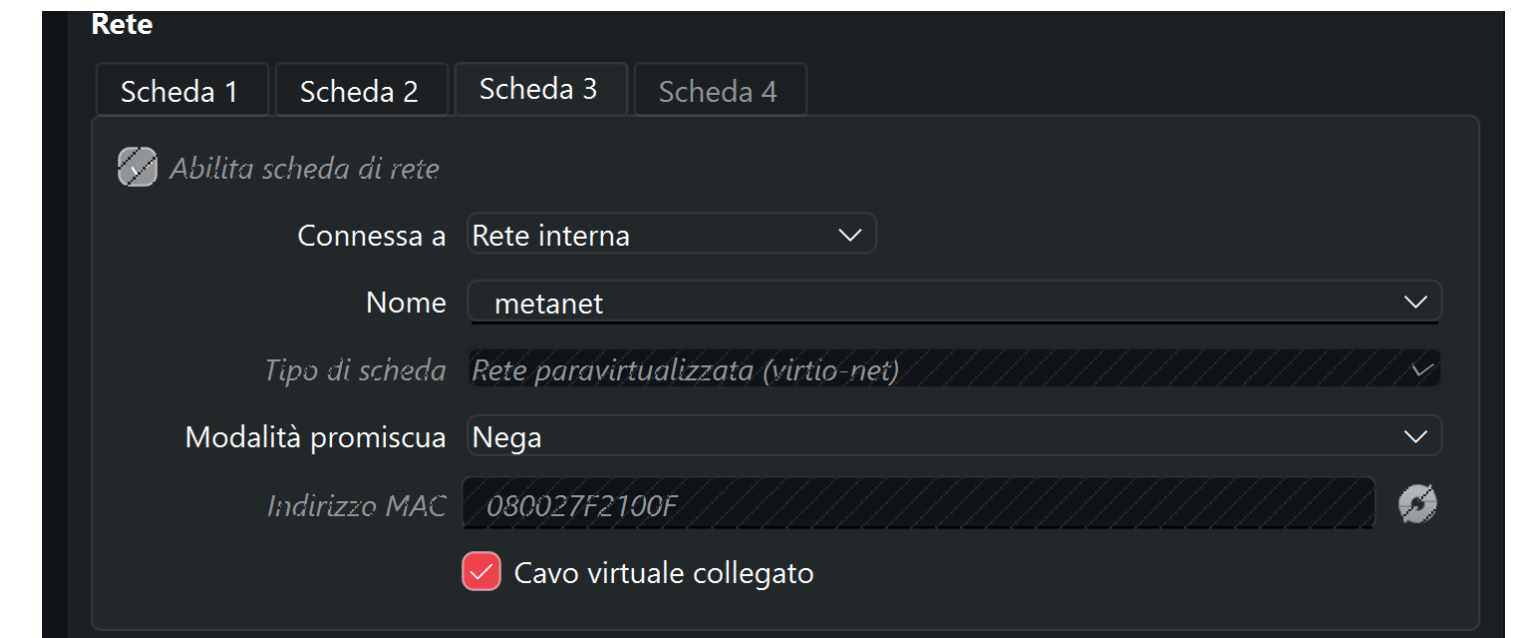 Rete
Scheda 1 Scheda 2 Scheda 3 Scheda 4
Abilita scheda di rete
Connessa a Rete interna
Nome metanet
Tipo di scheda Rete paravirtualizzata (virtio-net)
Modalità promiscua Nega
Indirizzo MAC 080027F2100F
Cavo virtuale collegato